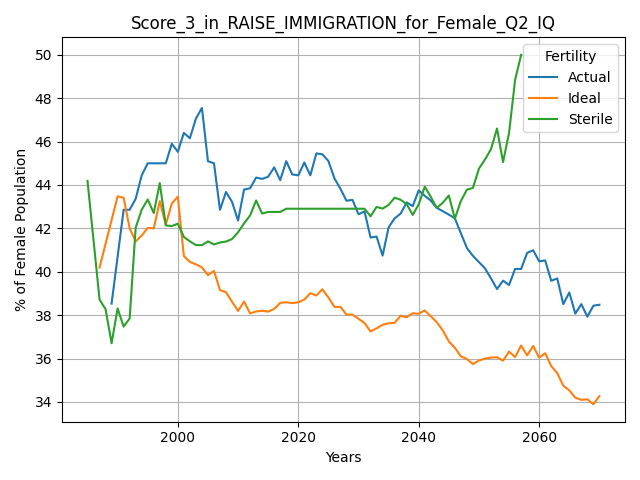 Score_3_in_RAISE_IMMIGRATION_for_Female_Q2_IQ
% of Female Population
50
48
46
44
42
40
38
36
34
2000
2020
2040
2060
Years
Fertility
Actual
Ideal
Sterile